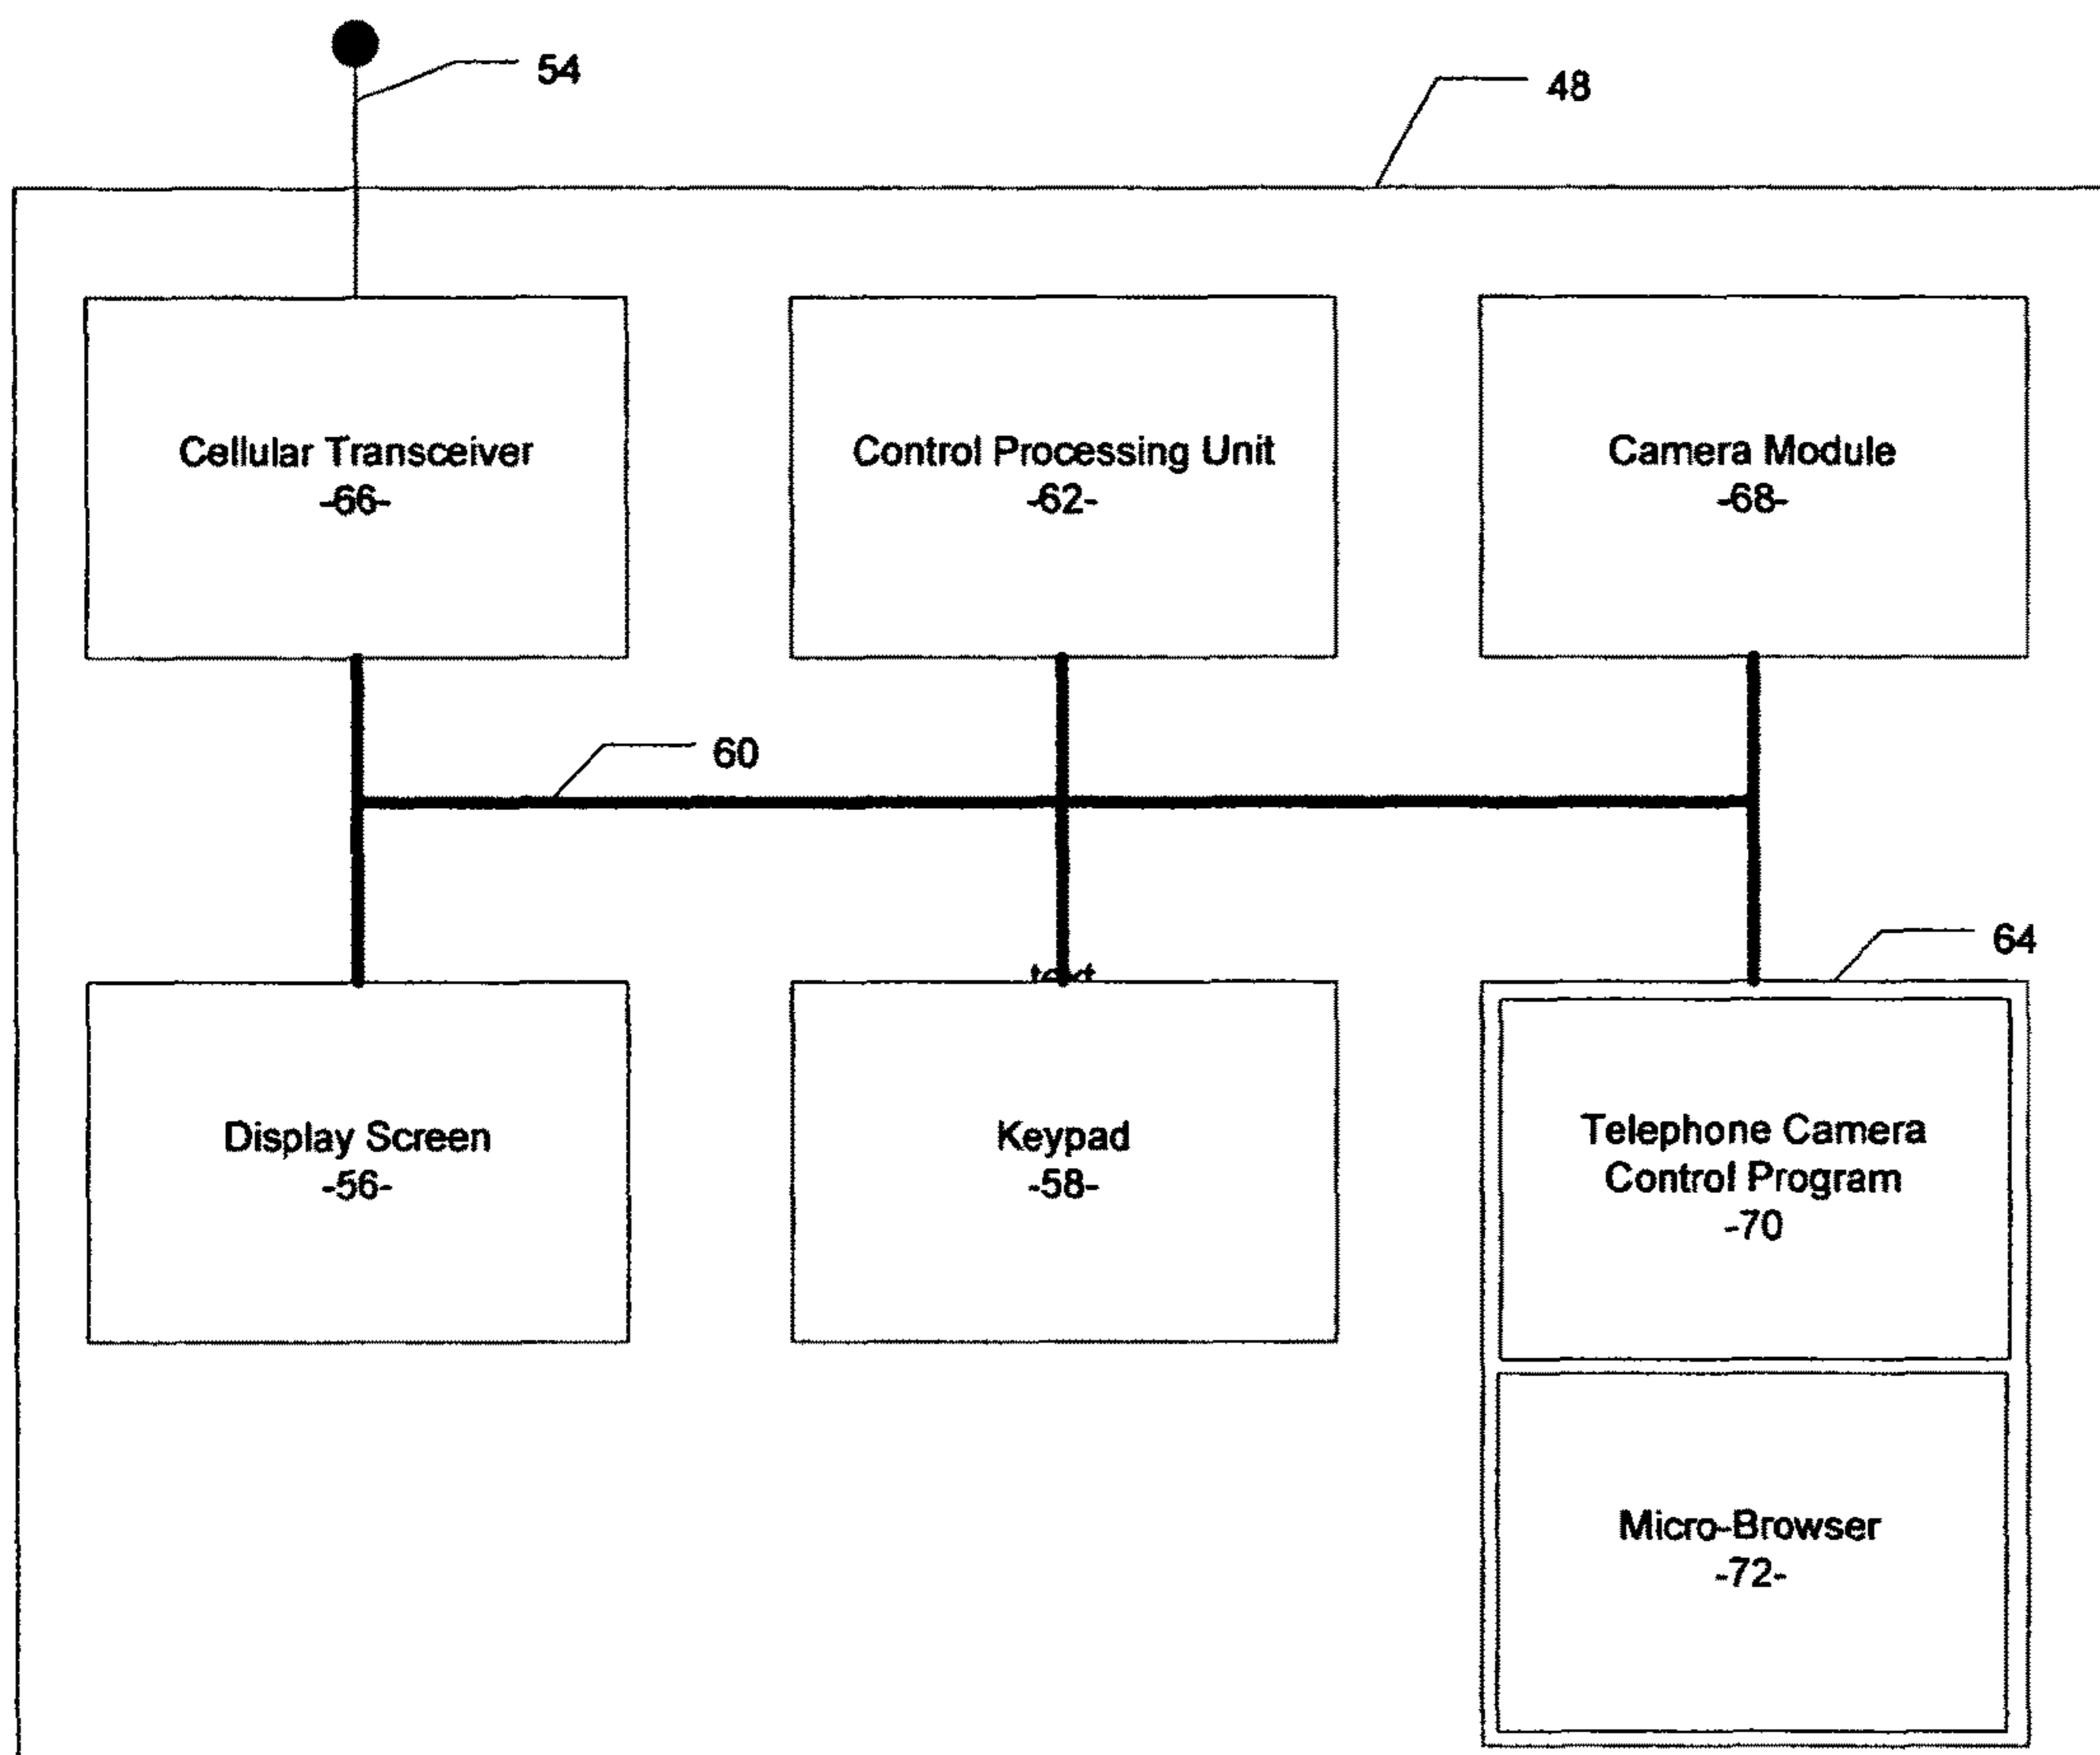 54
48
Cellular Transceiver
-66-
Control Processing Unit
-62-
Camera Module
-68-
60
64
text
Display Screen
-56-
Keypad
-58-
Telephone Camera
Control Program
-70
Micro-Browser
-72-